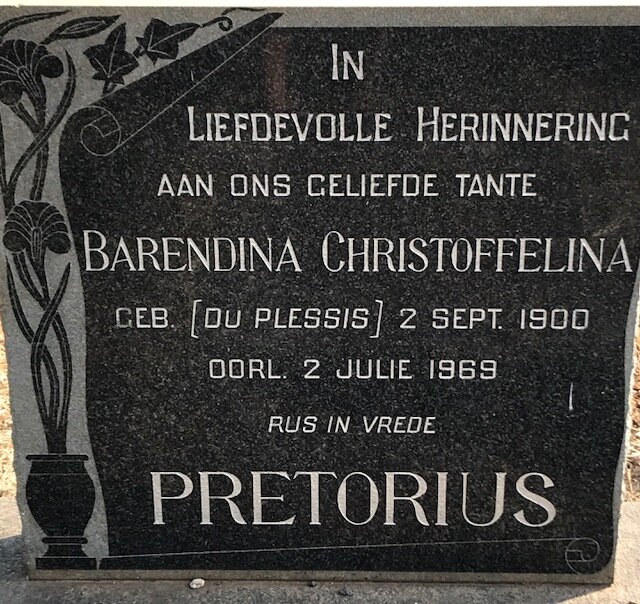 IN
LIEFDEVOLLE HERINNERING
AAN ONS GELIEFDE TANTE
BARENDINA CHRISTOFFELINA
GEB. [DU PLESSIS] 2 SEPT. 1900
OORL. 2 JULIE 1969
RUS IN VREDE
PRETORIUS